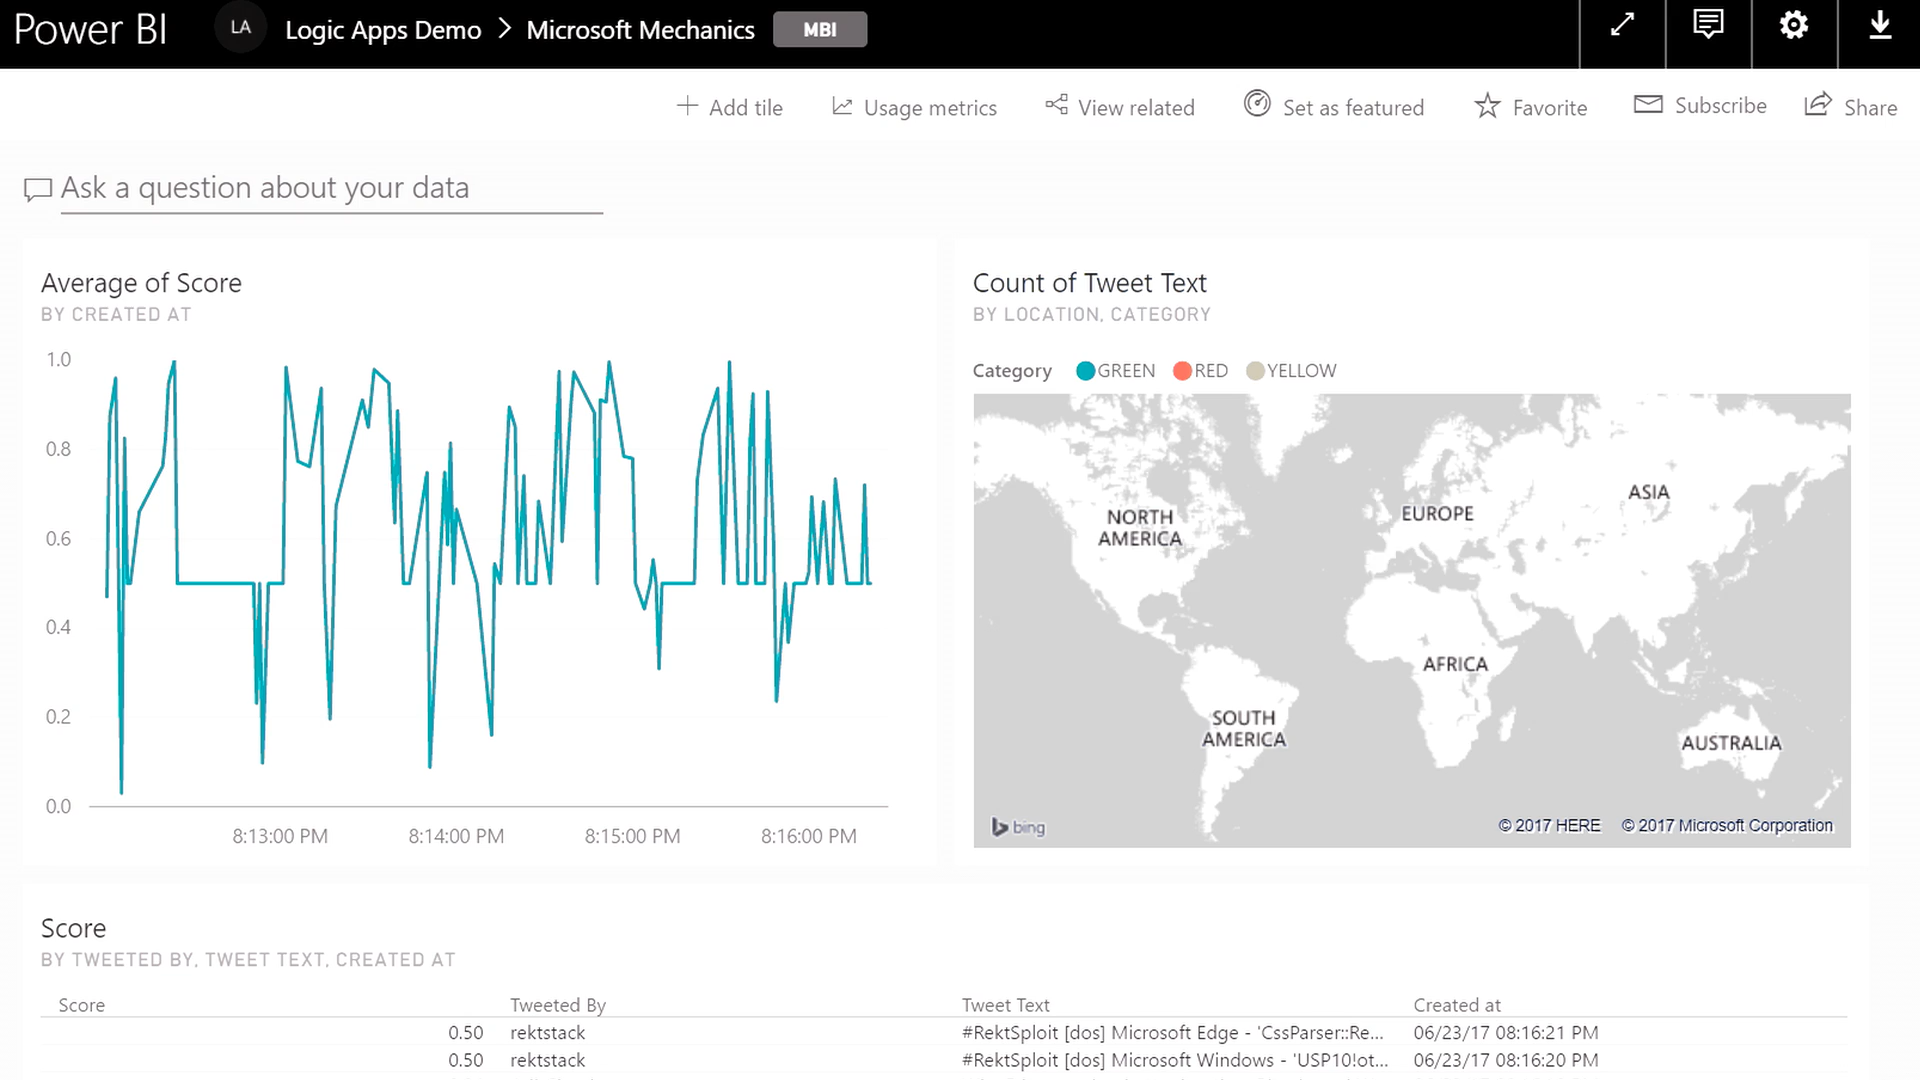 Power BI
LA
Logic Apps Demo
Microsoft Mechanics
MBI
Add tile
Usage metrics
View related
Set as featured
Favorite
Subscribe
Share
Ask a question about your data
Average of Score
BY CREATED AT
1.0
0.8
0.6
0.4
0.2
0.0
8:13:00 PM 8:14:00 PM 8:15:00 PM 8:16:00 PM
Count of Tweet Text
BY LOCATION, CATEGORY
Category GREEN RED YELLOW
NORTH
AMERICA
EUROPE
ASIA
AFRICA
SOUTH
AMERICA
AUSTRALIA
bing
© 2017 HERE © 2017 Microsoft Corporation
Score
BY TWEETED BY, TWEET TEXT, CREATED AT
Score Tweeted By Tweet Text Created at
0.50 rektstack #RektSploit [dos] Microsoft Edge - 'CssParser::Re... 06/23/17 08:16:21 PM
0.50 rektstack #RektSploit [dos] Microsoft Windows - 'USP10!ot... 06/23/17 08:16:20 PM